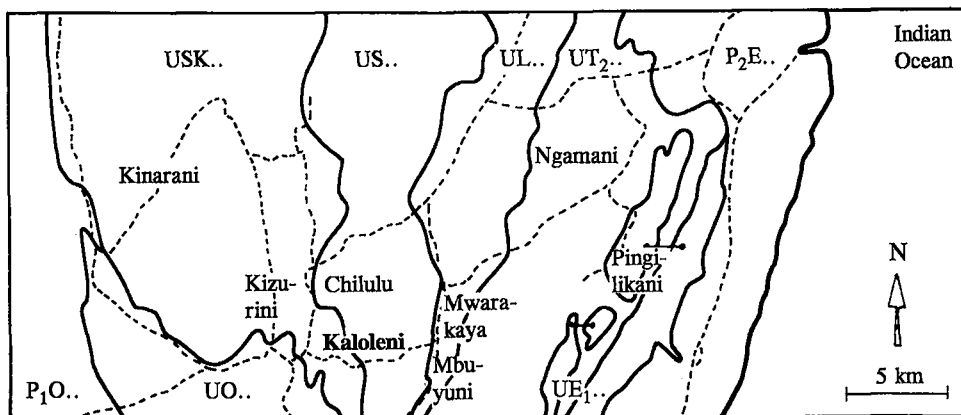 USK..
US..
UL..
UT₂..
P₂E..
Indian
Ocean
Kinarani
Ngamani
Kizu-
rini
Chilulu
Mwara-
kaya
Pingi-
likani
N
Kaloleni
Mbu-
yuni
P₁O..
UO..
UE₁..
5 km